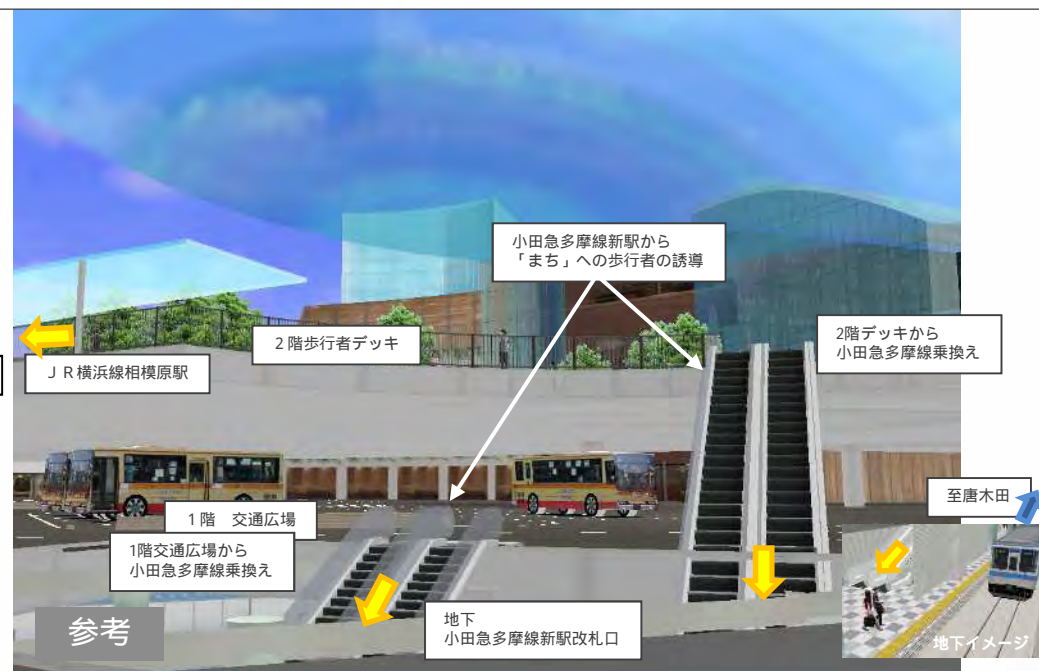 小田急多摩線新駅から
「まち」への歩行者の誘導
２階歩行者デッキ
2階デッキから
小田急多摩線乗換え
ＪＲ横浜線相模原駅
１階　交通広場
至唐木田
1階交通広場から
小田急多摩線乗換え
地下
小田急多摩線新駅改札口
参考
地下イメージ